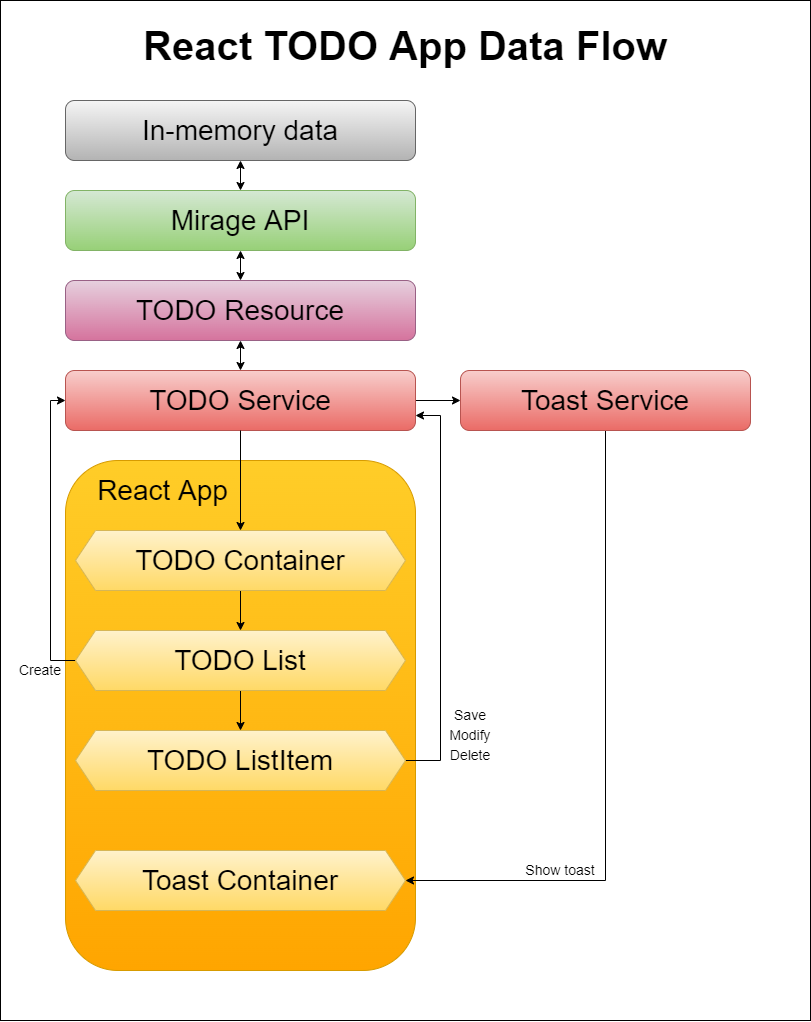 React TODO App Data Flow
In-memory data
Mirage API
TODO Resource
TODO Service
Toast Service
React App
TODO Container
TODO List
Create
TODO ListItem
Save
Modify
Delete
Toast Container
Show toast